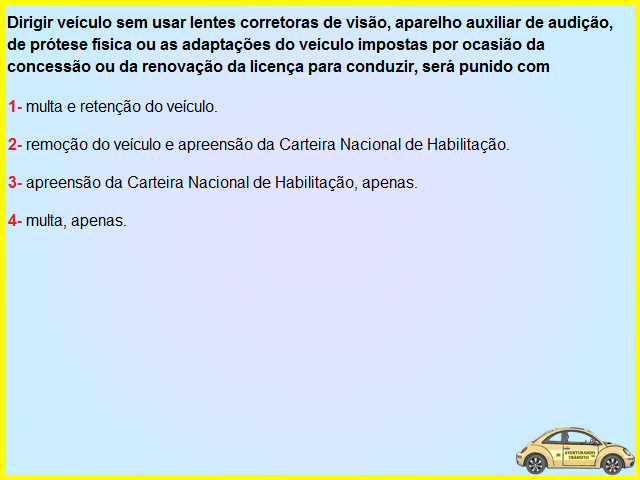 Dirigir veículo sem usar lentes corretoras de visão, aparelho auxiliar de audição,
de prótese física ou as adaptações do veículo impostas por ocasião da
concessão ou da renovação da licença para conduzir, será punido com
1- multa e retenção do veículo.
2- remoção do veículo e apreensão da Carteira Nacional de Habilitação.
3- apreensão da Carteira Nacional de Habilitação, apenas.
4- multa, apenas.
AVENTURANDO
TRÂNSITO